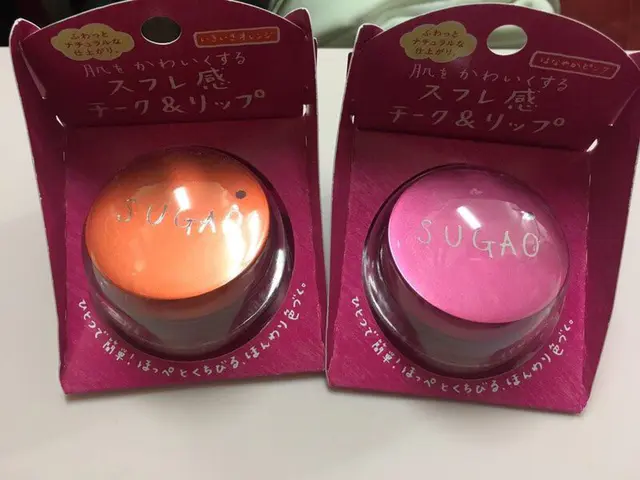 ふわっと
ナチュラルな
仕上がり。
いきいきオレンジ
肌をかわいくする
スフレ感
チーク&リップ
SUGAO
ひとつで簡単!ほっぺとくちびる、ほんのり色づく。
ふわっと
ナチュラルな
仕上がり。
はなやかピンク
肌をかわいくする
スフレ感
チーク&リップ
SUGAO
ひとつで簡単!ほっぺとくちびる、ほんのり色づく。